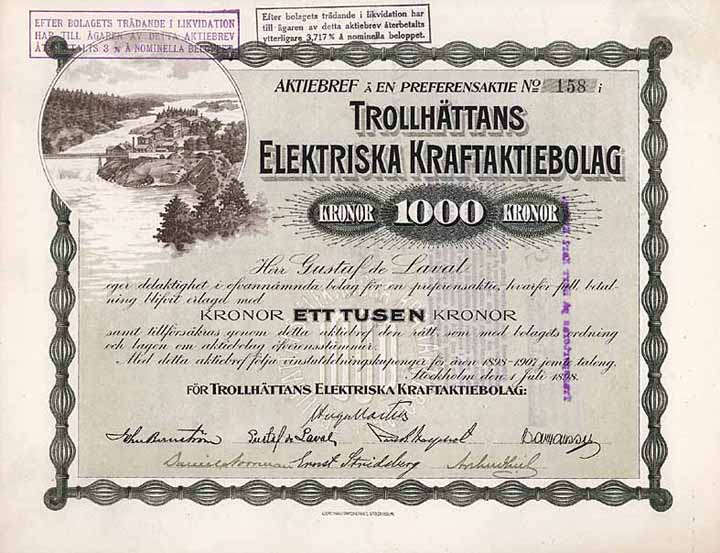 EFTER BOLAGETS TRÄDANDE I LIKVIDATION
HAR TILL ÄGAREN AV DETTA AKTIEBREV
ÅTERBETALTS 3 % Å NOMINELLA BELOPPET
Efter bolagets trädande i likvidation har
till ägaren av detta aktiebrev återbetalts
ytterligare 3,717 % å nominella beloppet.
AKTIEBREF Å EN PREFERENSAKTIE No 158 i
TROLLHÄTTANS
ELEKTRISKA KRAFTAKTIEBOLAG
KRONOR 1000 KRONOR
Herr Gustaf de Laval
eger delaktighet i ofvannämnda bolag för en preferensaktie, hvarför full betal-
ning blifvit erlagd med
KRONOR ETT TUSEN KRONOR
samt tillförsäkras genom detta aktiebref den rätt, som med bolagets ordning
och lagen om aktiebolag öfverensstämmer.
Med detta aktiebref följa vinstutdelningskuponger för åren 1898-1907 jemte talong.
Stockholm den 1 Juli 1898.
FÖR TROLLHÄTTANS ELEKTRISKA KRAFTAKTIEBOLAG:
Gustaf de Laval
Ernst Stridsberg